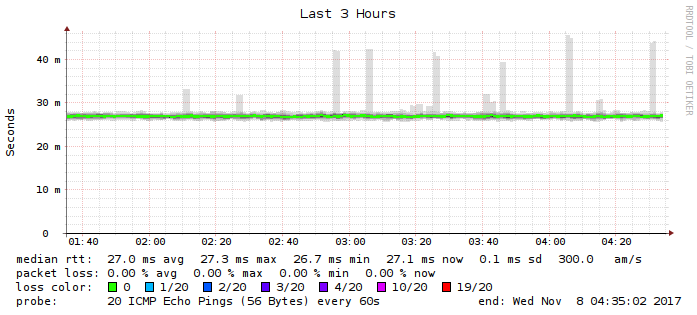 Last 3 Hours
RRDTOOL / TOBI OETIKER
Seconds
40 m
30 m
20 m
10 m
0
01:40 02:00 02:20 02:40 03:00 03:20 03:40 04:00 04:20
median rtt: 27.0 ms avg 27.3 ms max 26.7 ms min 27.1 ms now 0.1 ms sd 300.0 am/s
packet loss: 0.00 % avg 0.00 % max 0.00 % min 0.00 % now
loss color: 0 1/20 2/20 3/20 4/20 10/20 19/20
probe: 20 ICMP Echo Pings (56 Bytes) every 60s end: Wed Nov 8 04:35:02 2017